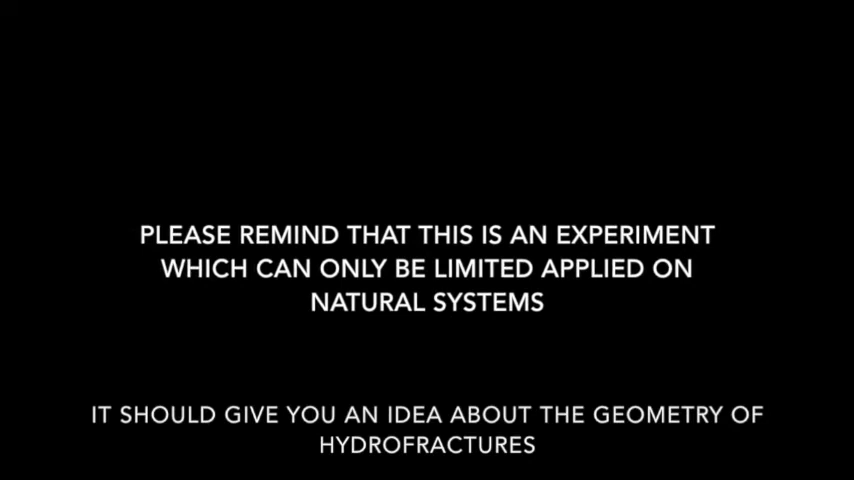 PLEASE REMIND THAT THIS IS AN EXPERIMENT
WHICH CAN ONLY BE LIMITED APPLIED ON
NATURAL SYSTEMS
IT SHOULD GIVE YOU AN IDEA ABOUT THE GEOMETRY OF
HYDROFRACTURES